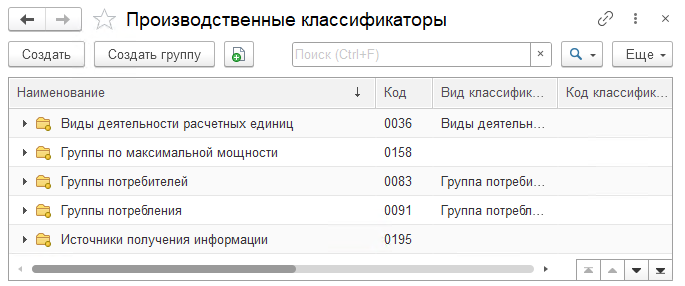 Производственные классификаторы
Создать Создать группу Поиск (Ctrl+F) × Еще
Наименование ↓ Код Вид классифик... Код классифик...
Виды деятельности расчетных единиц 0036 Виды деятельн...
Группы по максимальной мощности 0158
Группы потребителей 0083 Группа потреби...
Группы потребления 0091 Группа потребл...
Источники получения информации 0195